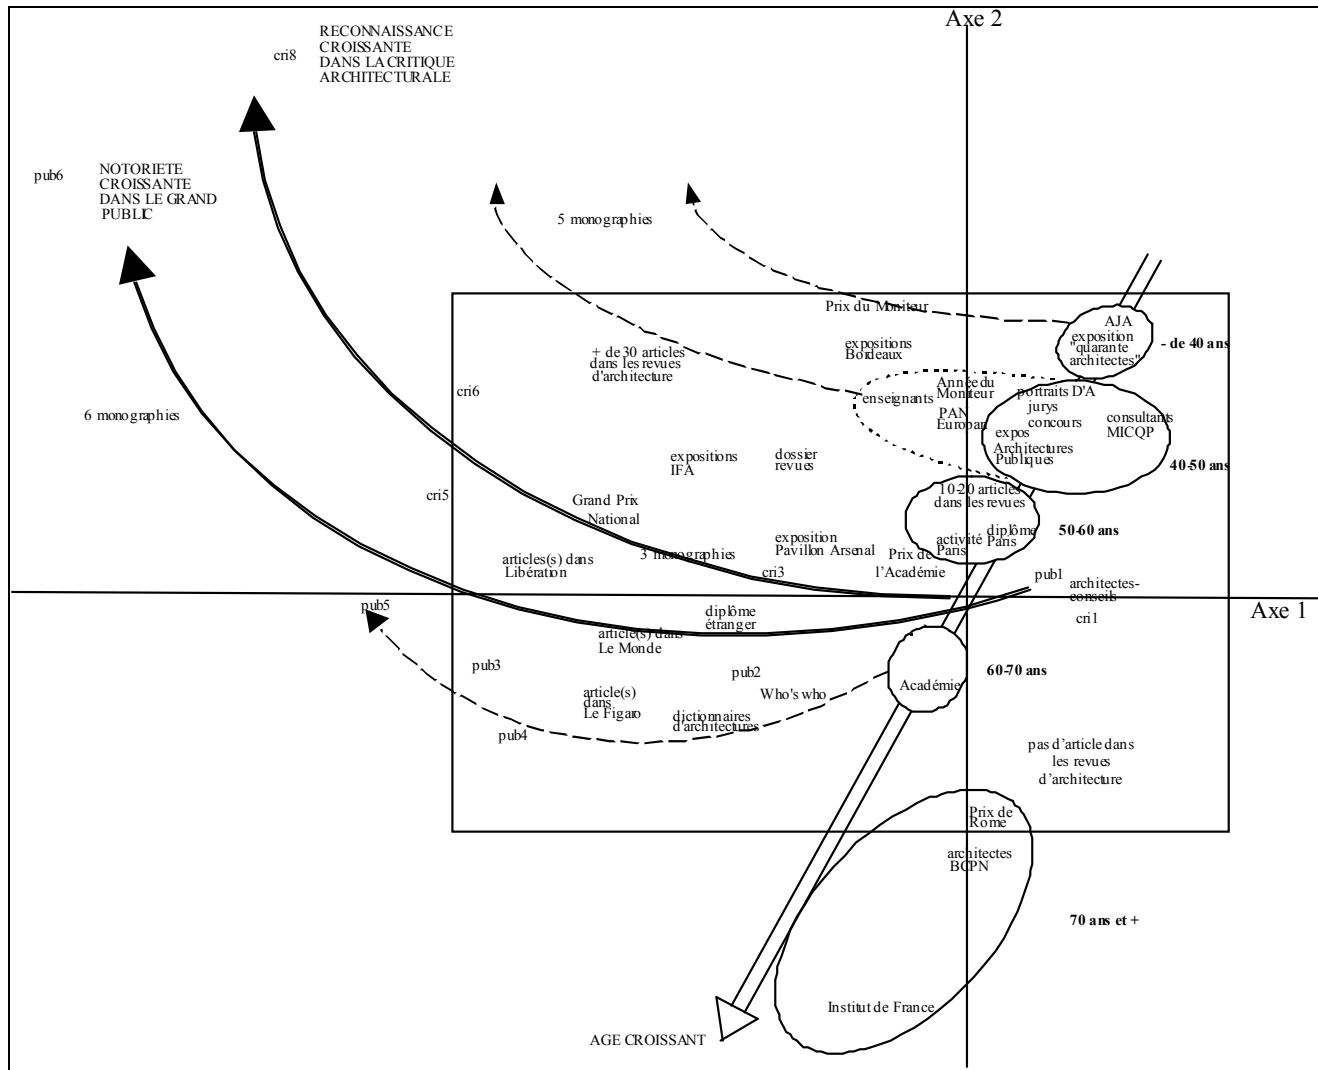 Axe 2
RECONNAISSANCE
CROISSANTE
DANS LA CRITIQUE
ARCHITECTURALE
cri8
NOTORIETE
CROISSANTE
DANS LE GRAND
PUBLIC
pub6
5 monographies
Prix du Moniteur
AJA
exposition
"quarante
architectes"
- de 40 ans
expositions
Bordeaux
+ de 30 articles
dans les revues
d'architecture
cri6
6 monographies
enseignants
Année du
Moniteur
PAN
Europan
portraits D'A
jurys
concours
consultants
MICQP
expos
Architectures
Publiques
40-50 ans
expositions
IFA
dossier
revues
cri5
Grand Prix
National
10-20 articles
dans les revues
diplôme
Paris
activité
Paris
50-60 ans
exposition
Pavillon Arsenal
3 monographies
articles(s) dans
Libération
cri3
Prix de
l'Académie
pub1
architectes-
conseils
cri1
Axe 1
pub5
diplôme
étranger
article(s) dans
Le Monde
pub3
pub2
Who's who
Académie
60-70 ans
article(s)
dans
Le Figaro
dictionnaires
d'architectures
pub4
pas d'article dans
les revues
d'architecture
Prix de
Rome
architectes
BCPN
70 ans et +
Institut de France
AGE CROISSANT